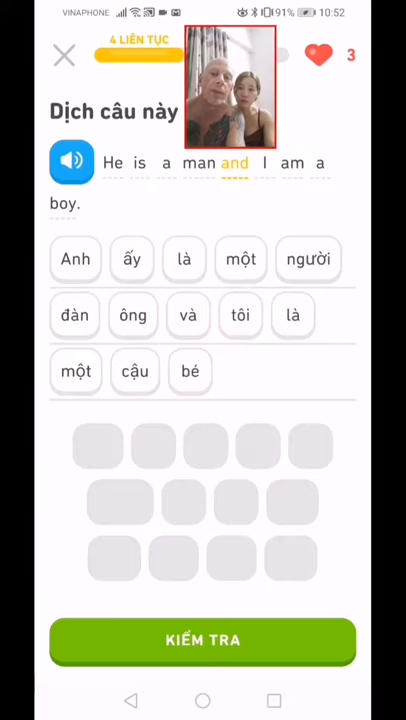 VINAPHONE 91% 10:52
4 LIÊN TỤC
3
Dịch câu này
He is a man and I am a
boy.
Anh ấy là một người
đàn ông và tôi là
một cậu bé
KIỂM TRA